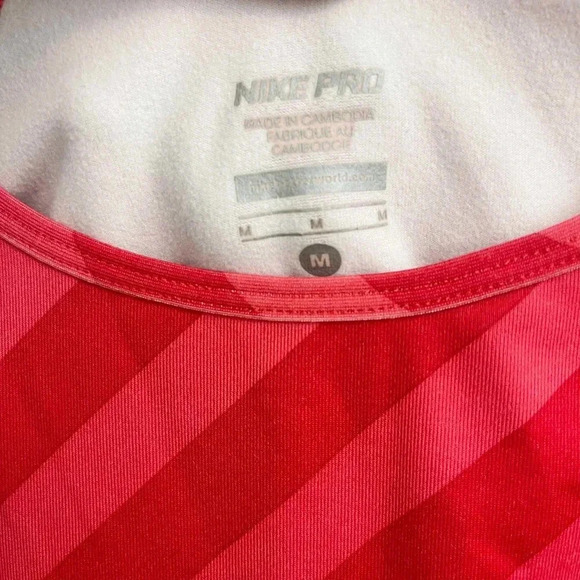 NIKE PRO
MADE IN CAMBODIA
FABRIQUE AU
CAMBODGE
M M M
M